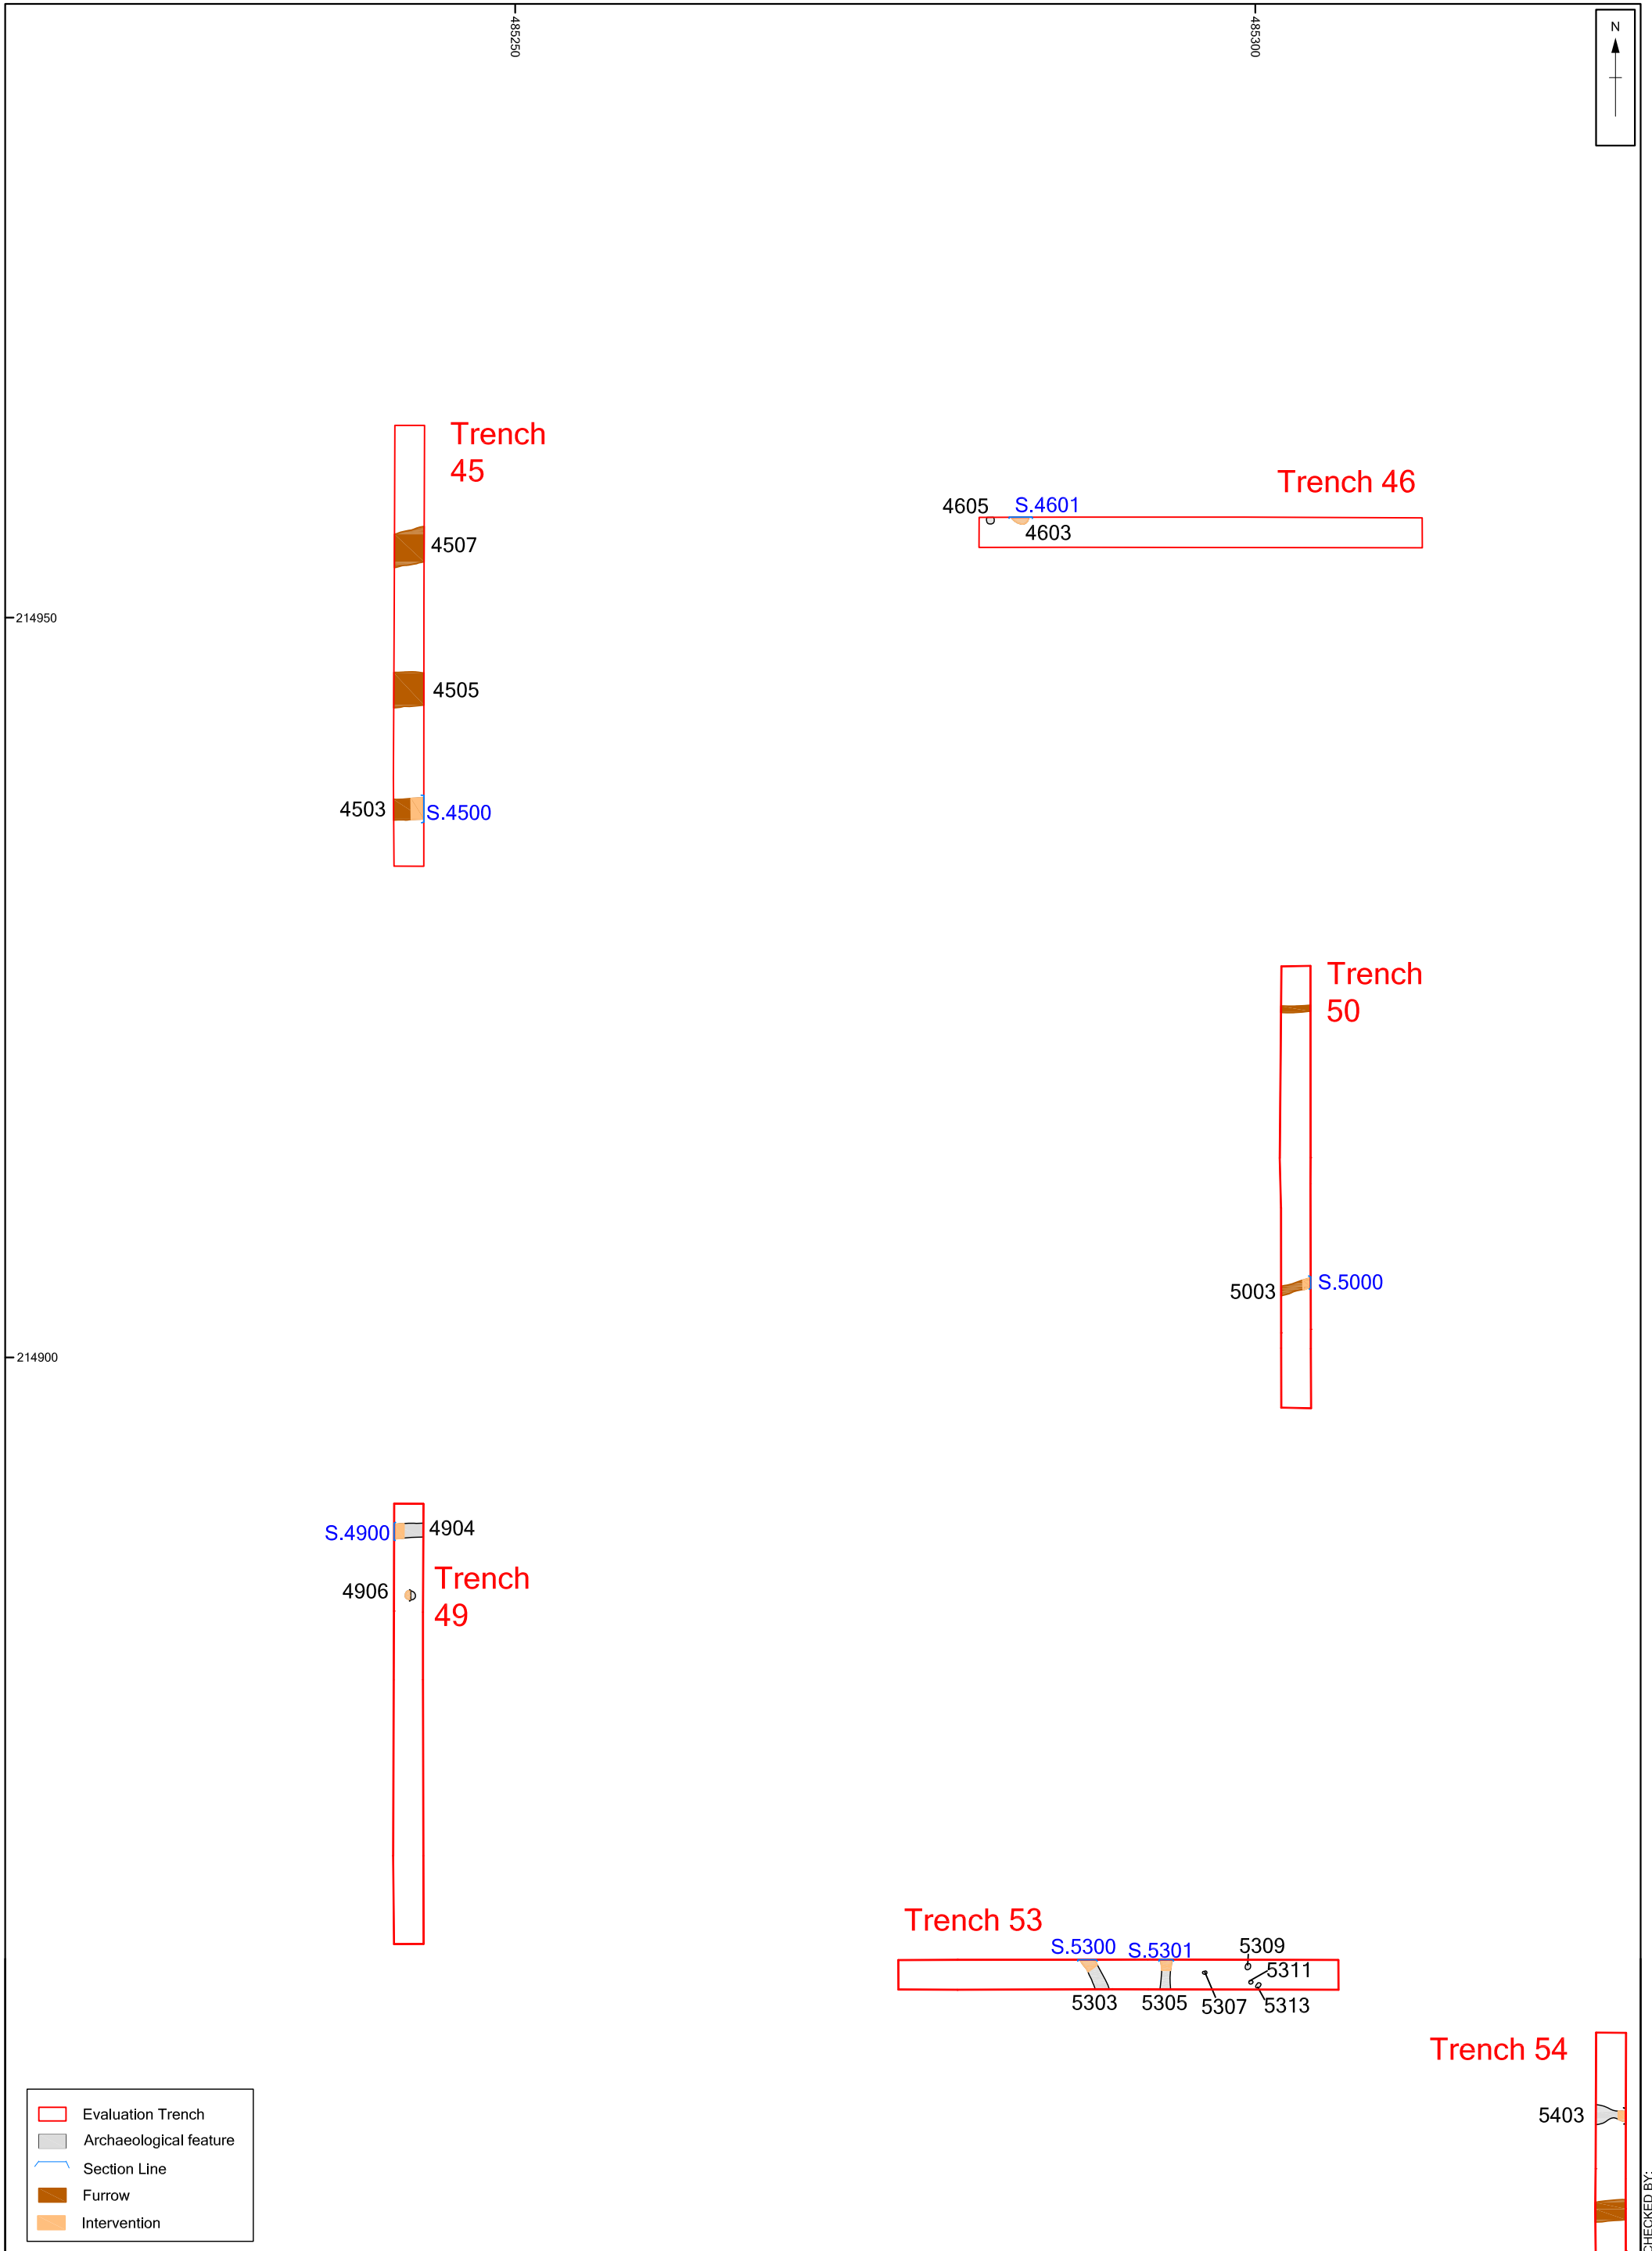 485250
485300
N
Trench
45
Trench 46
4605
S.4601
4603
4507
214950
4505
4503
S.4500
Trench
50
5003
S.5000
214900
S.4900
4904
4906
Trench
49
Trench 53
S.5300
S.5301
5309
5311
5303
5305
5307
5313
Trench 54
5403
Evaluation Trench
Archaeological feature
Section Line
Furrow
Intervention
CHECKED BY: